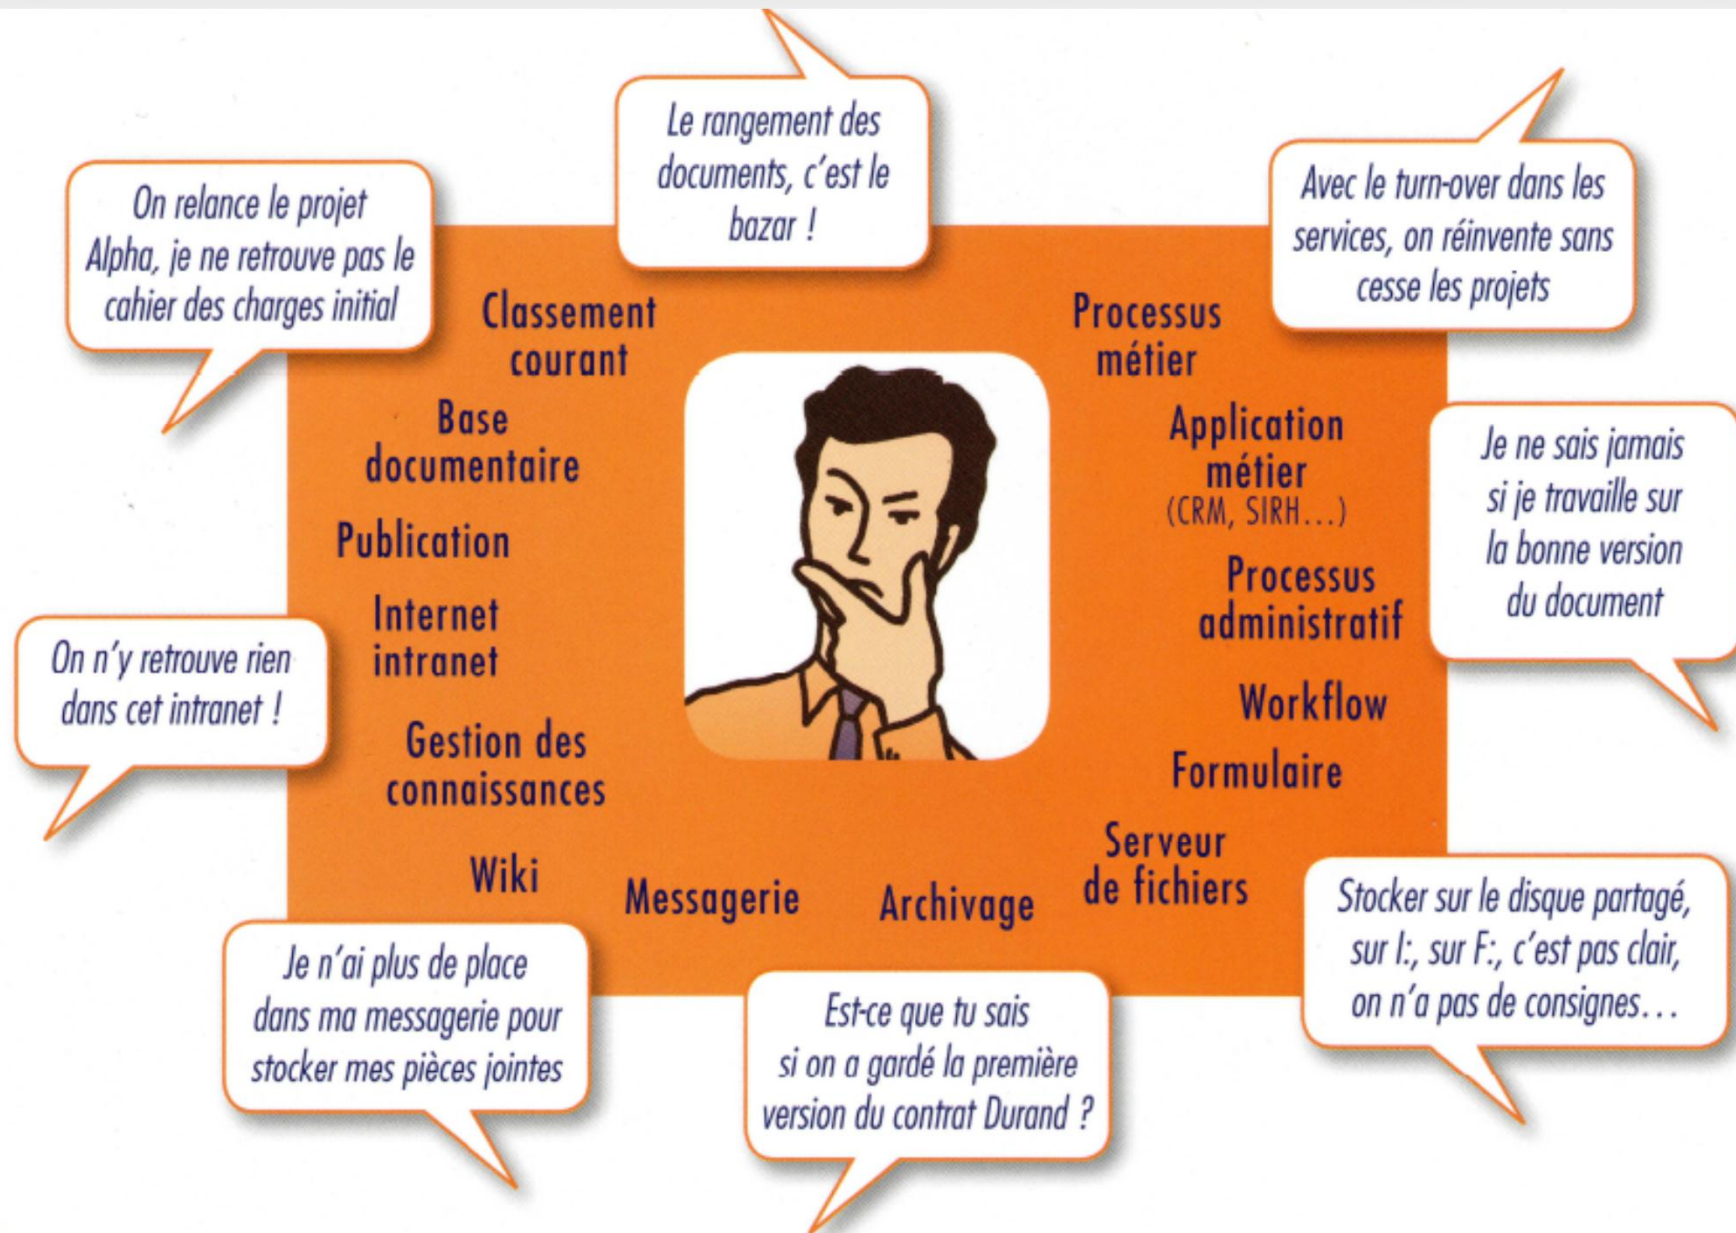 Le rangement des
documents, c'est le
bazar !
On relance le projet
Alpha, je ne retrouve pas le
cahier des charges initial
Avec le turn-over dans les
services, on réinvente sans
cesse les projets
Classement
courant
Base
documentaire
Publication
Internet
intranet
Gestion des
connaissances
Wiki
Messagerie
Archivage
Serveur
de fichiers
Formulaire
Workflow
Processus
administratif
Application
métier
(CRM, SIRH...)
Processus
métier
Je ne sais jamais
si je travaille sur
la bonne version
du document
On n'y retrouve rien
dans cet intranet !
Je n'ai plus de place
dans ma messagerie pour
stocker mes pièces jointes
Est-ce que tu sais
si on a gardé la première
version du contrat Durand ?
Stocker sur le disque partagé,
sur I:, sur F:, c'est pas clair,
on n'a pas de consignes...